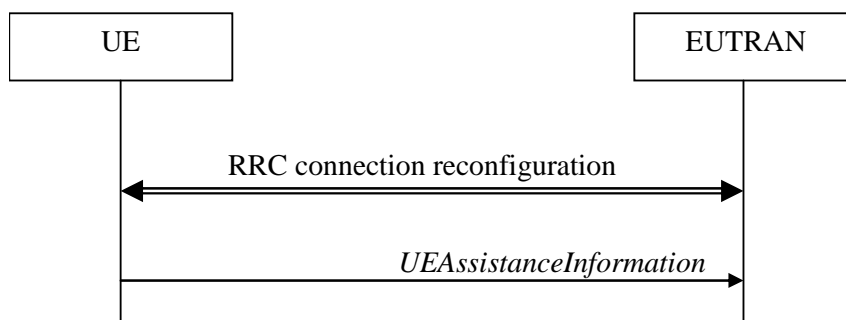 UE
EUTRAN
RRC connection reconfiguration
UEAssistanceInformation